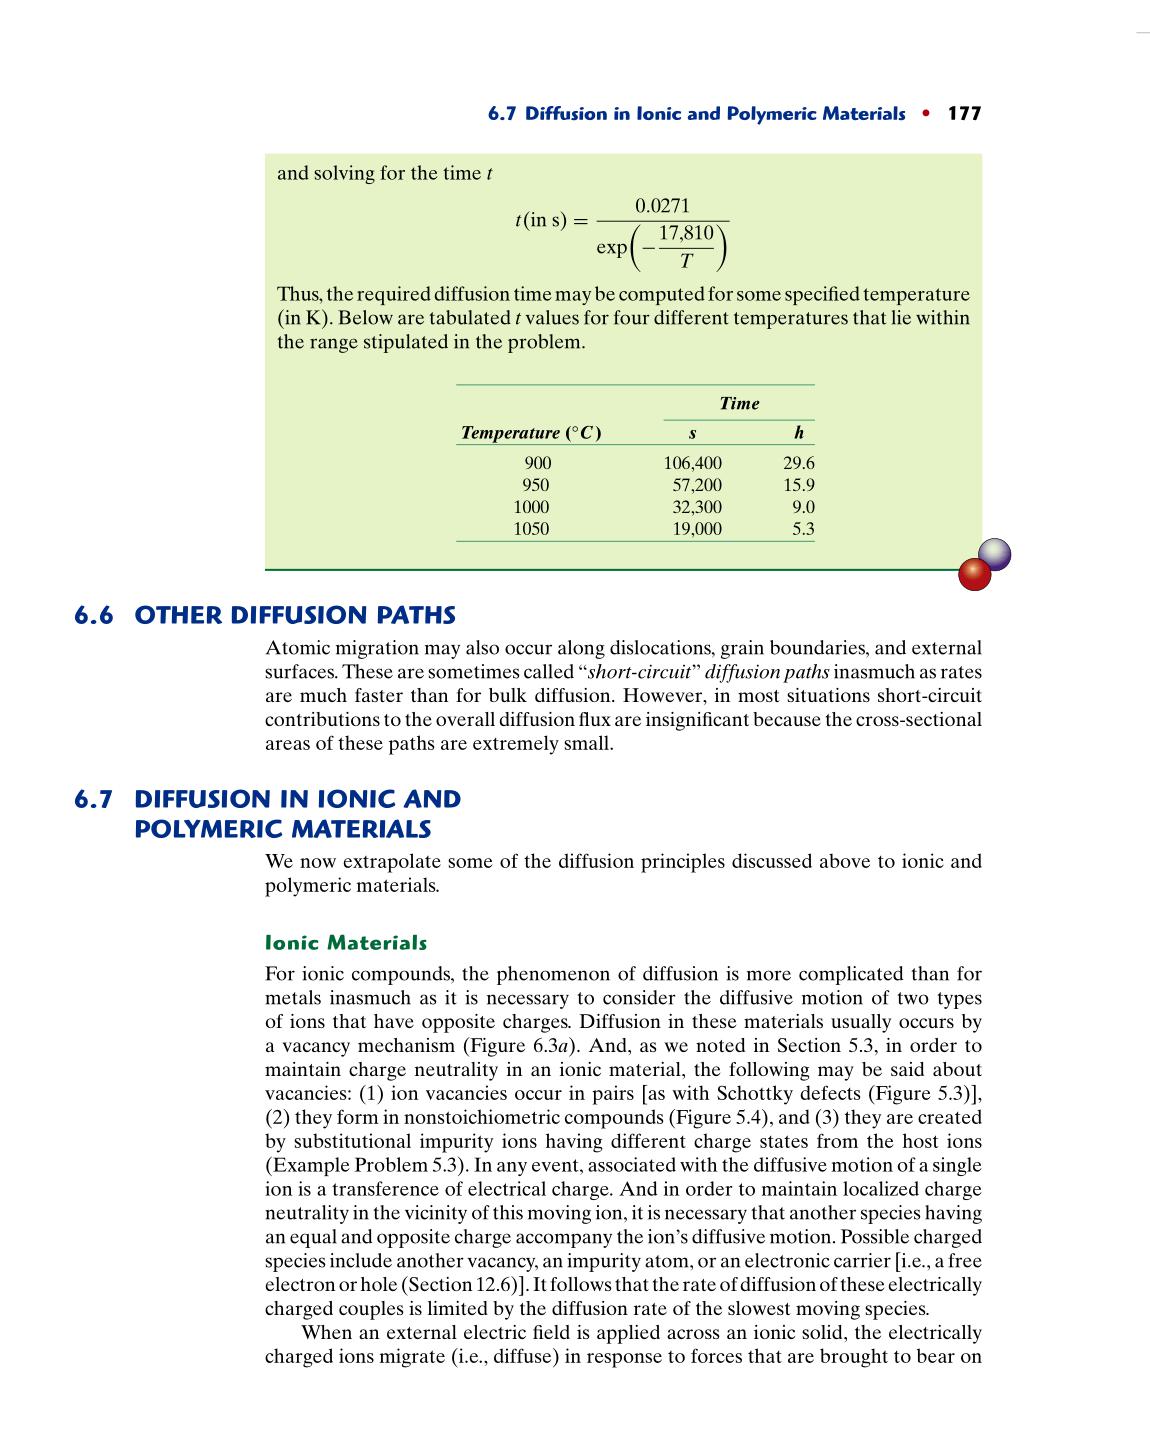 6.7 Diffusion in Ionic and Polymeric Materials • 177
and solving for the time t
t(in s) = 0.0271 / exp(−17,810/T)
Thus, the required diffusion time may be computed for some specified temperature
(in K). Below are tabulated t values for four different temperatures that lie within
the range stipulated in the problem.
Time
Temperature (°C) s h
900 106,400 29.6
950 57,200 15.9
1000 32,300 9.0
1050 19,000 5.3
6.6 OTHER DIFFUSION PATHS
Atomic migration may also occur along dislocations, grain boundaries, and external
surfaces. These are sometimes called “short-circuit” diffusion paths inasmuch as rates
are much faster than for bulk diffusion. However, in most situations short-circuit
contributions to the overall diffusion flux are insignificant because the cross-sectional
areas of these paths are extremely small.
6.7 DIFFUSION IN IONIC AND
POLYMERIC MATERIALS
We now extrapolate some of the diffusion principles discussed above to ionic and
polymeric materials.
Ionic Materials
For ionic compounds, the phenomenon of diffusion is more complicated than for
metals inasmuch as it is necessary to consider the diffusive motion of two types
of ions that have opposite charges. Diffusion in these materials usually occurs by
a vacancy mechanism (Figure 6.3a). And, as we noted in Section 5.3, in order to
maintain charge neutrality in an ionic material, the following may be said about
vacancies: (1) ion vacancies occur in pairs [as with Schottky defects (Figure 5.3)],
(2) they form in nonstoichiometric compounds (Figure 5.4), and (3) they are created
by substitutional impurity ions having different charge states from the host ions
(Example Problem 5.3). In any event, associated with the diffusive motion of a single
ion is a transference of electrical charge. And in order to maintain localized charge
neutrality in the vicinity of this moving ion, it is necessary that another species having
an equal and opposite charge accompany the ion’s diffusive motion. Possible charged
species include another vacancy, an impurity atom, or an electronic carrier [i.e., a free
electron or hole (Section 12.6)]. It follows that the rate of diffusion of these electrically
charged couples is limited by the diffusion rate of the slowest moving species.
When an external electric field is applied across an ionic solid, the electrically
charged ions migrate (i.e., diffuse) in response to forces that are brought to bear on